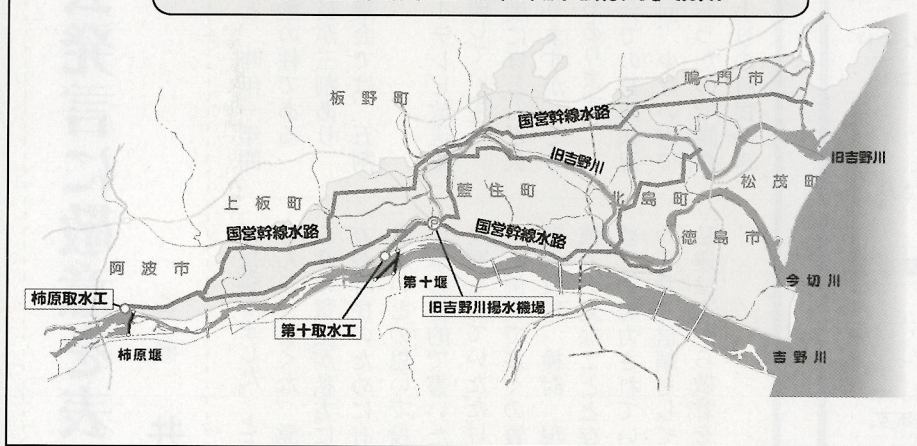 鳴門市
板野町
国営幹線水路
旧吉野川
旧吉野川
藍住町
北島町
松茂町
上板町
国営幹線水路
国営幹線水路
徳島市
阿波市
今切川
第十堰
柿原取水工
旧吉野川揚水機場
第十取水工
柿原堰
吉野川
P